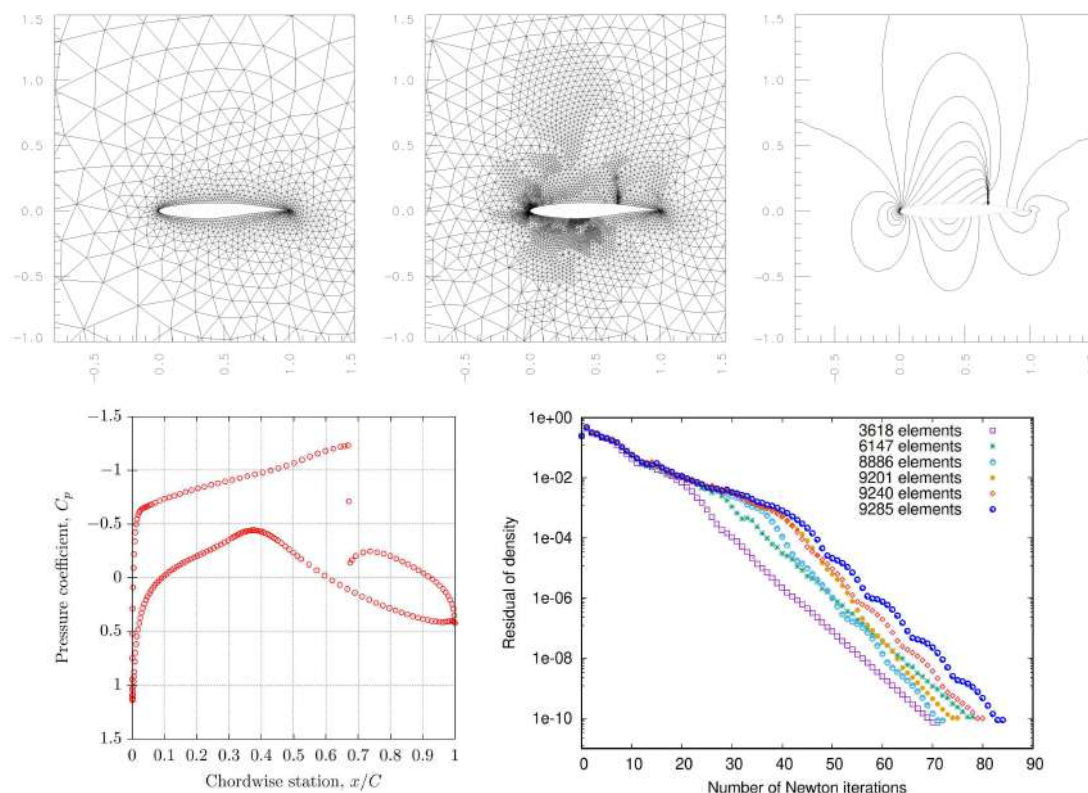 1.5
1.0
0.5
0.0
-0.5
-1.0
-0.5
0.0
0.5
1.0
1.5
1.5
1.0
0.5
0.0
-0.5
-1.0
-0.5
0.0
0.5
1.0
1.5
1.5
1.0
0.5
0.0
-0.5
-1.0
-0.5
0.0
0.5
1.0
1.5
Pressure coefficient, Cp
−1.5
−1
−0.5
0
0.5
1
1.5
0 0.1 0.2 0.3 0.4 0.5 0.6 0.7 0.8 0.9 1
Chordwise station, x/C
Residual of density
1e+00
1e-02
1e-04
1e-06
1e-08
1e-10
3618 elements
6147 elements
8886 elements
9201 elements
9240 elements
9285 elements
0 10 20 30 40 50 60 70 80 90
Number of Newton iterations